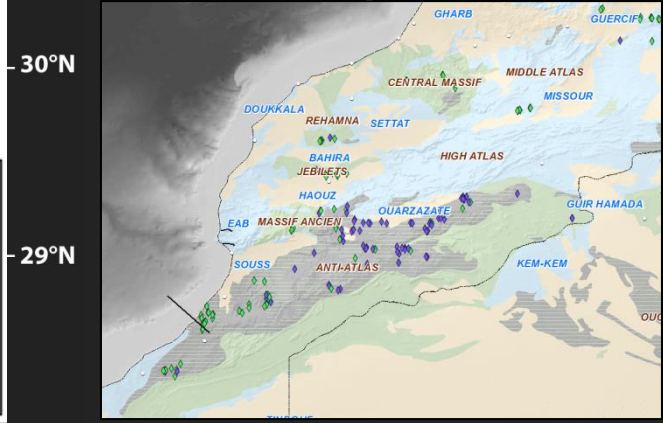 GHARB
GUERCIF
30°N
CENTRAL MASSIF
MIDDLE ATLAS
MISSOUR
DOUKKALA
REHAMNA
SETTAT
BAHIRA
HIGH ATLAS
JEBILETS
HAOUZ
OUARZAZATE
GUIR HAMADA
EAB
MASSIF ANCIEN
29°N
SOUSS
ANTI-ATLAS
KEM-KEM